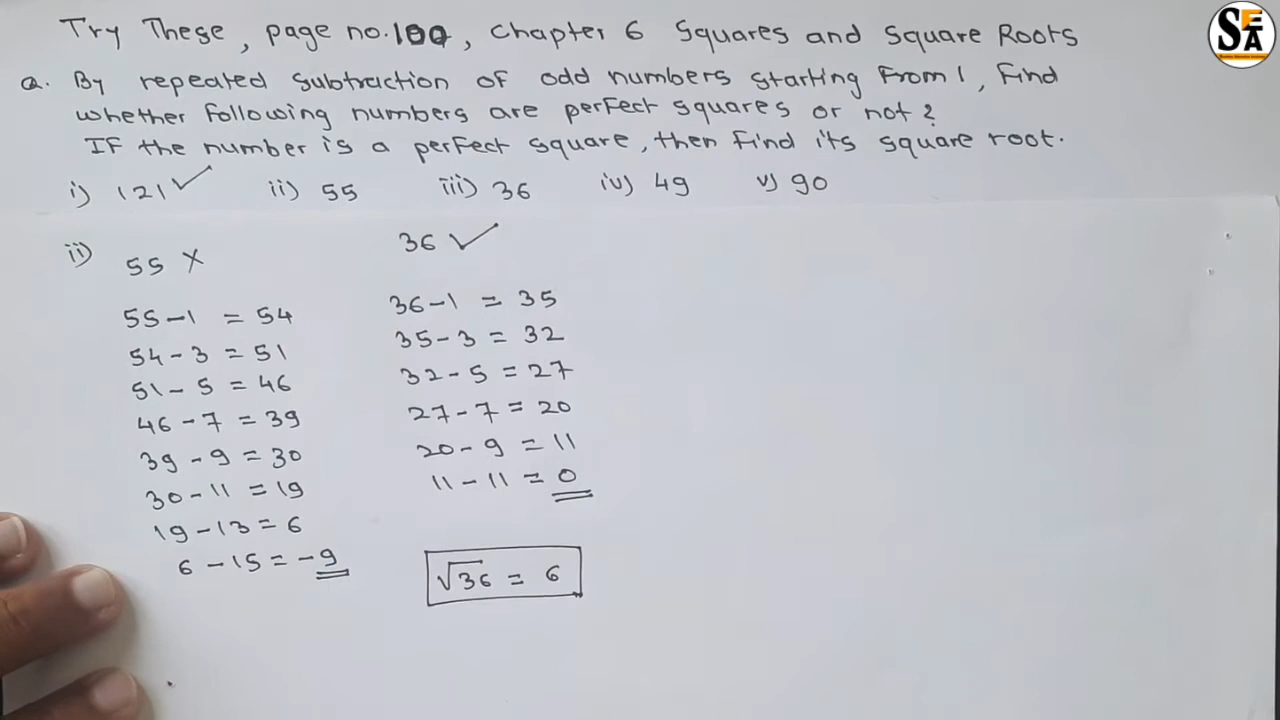 Try These, page no.100, Chapter 6 Squares and Square Roots
Q. By repeated subtraction of odd numbers starting from 1, Find
whether following numbers are perfect squares or not?
If the number is a perfect square, then find its square root.
i) 121 ✓ ii) 55 iii) 36 iv) 49 v) 90
ii) 55 ×
55-1 = 54
54-3 = 51
51-5 = 46
46-7 = 39
39-9 = 30
30-11 = 19
19-13 = 6
6-15 = -9
36 ✓
36-1 = 35
35-3 = 32
32-5 = 27
27-7 = 20
20-9 = 11
11-11 = 0
√36 = 6
SEFA